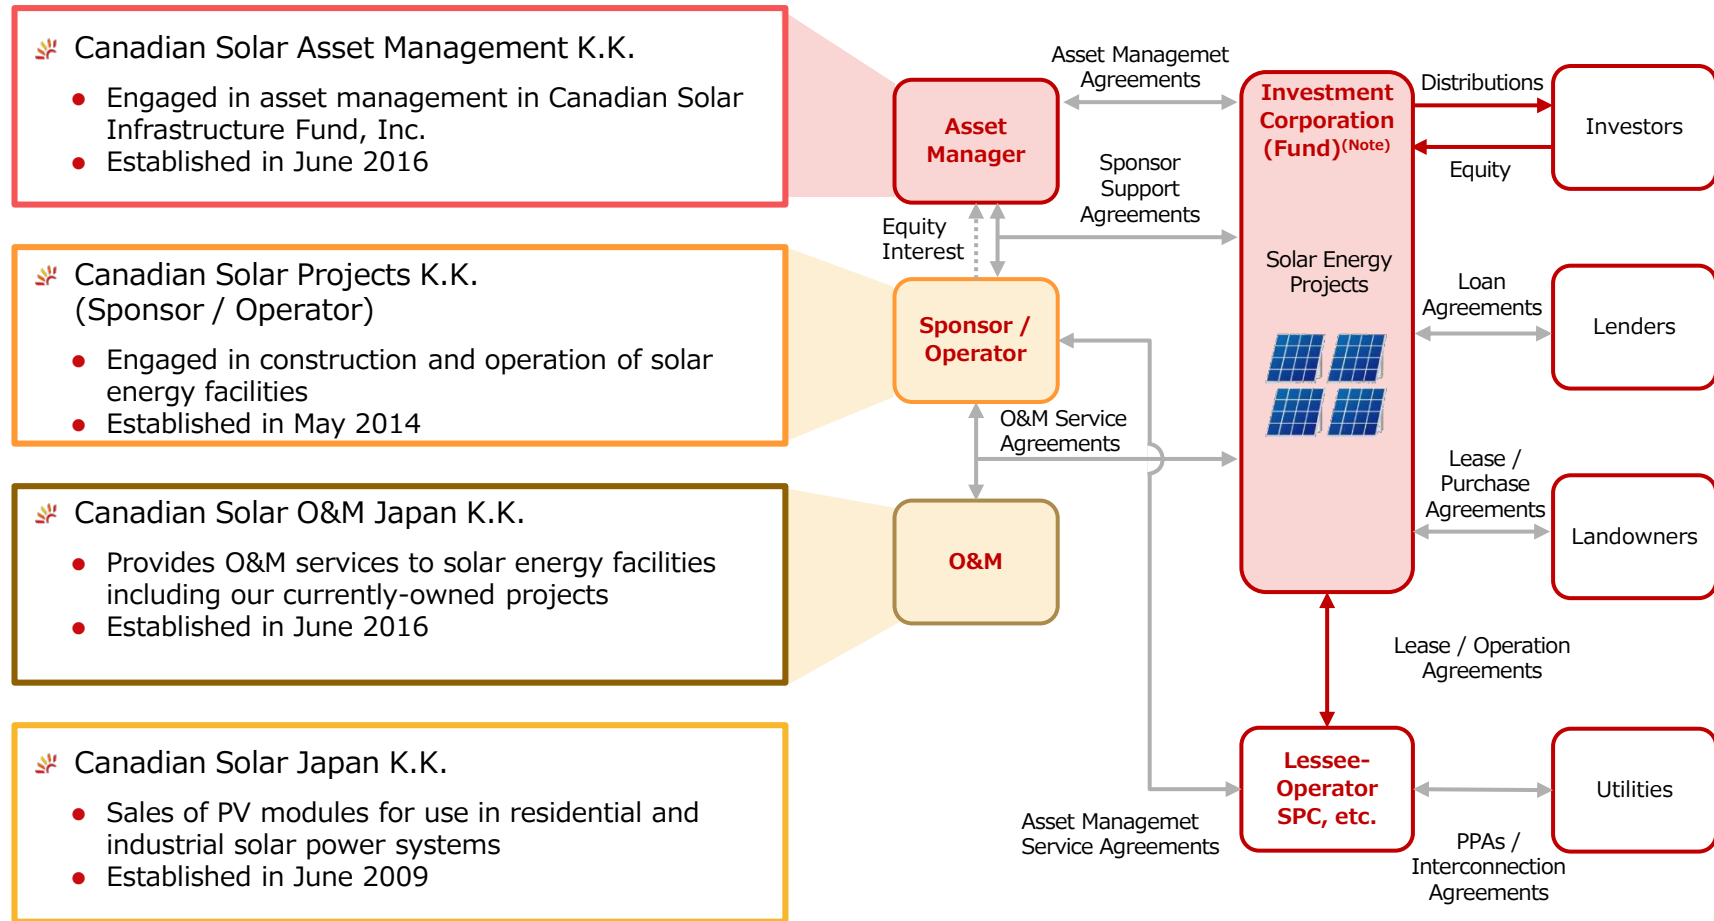 Canadian Solar Asset Management K.K.
● Engaged in asset management in Canadian Solar
Infrastructure Fund, Inc.
● Established in June 2016
Canadian Solar Projects K.K.
(Sponsor / Operator)
● Engaged in construction and operation of solar
energy facilities
● Established in May 2014
Canadian Solar O&M Japan K.K.
● Provides O&M services to solar energy facilities
including our currently-owned projects
● Established in June 2016
Canadian Solar Japan K.K.
● Sales of PV modules for use in residential and
industrial solar power systems
● Established in June 2009
Asset
Manager
Equity
Interest
Sponsor /
Operator
O&M
Asset Managemet
Agreements
Sponsor
Support
Agreements
O&M Service
Agreements
Asset Managemet
Service Agreements
Investment
Corporation
(Fund)(Note)
Solar Energy
Projects
Lease / Operation
Agreements
Lessee-
Operator
SPC, etc.
Distributions
Equity
Investors
Loan
Agreements
Lenders
Lease /
Purchase
Agreements
Landowners
PPAs /
Interconnection
Agreements
Utilities